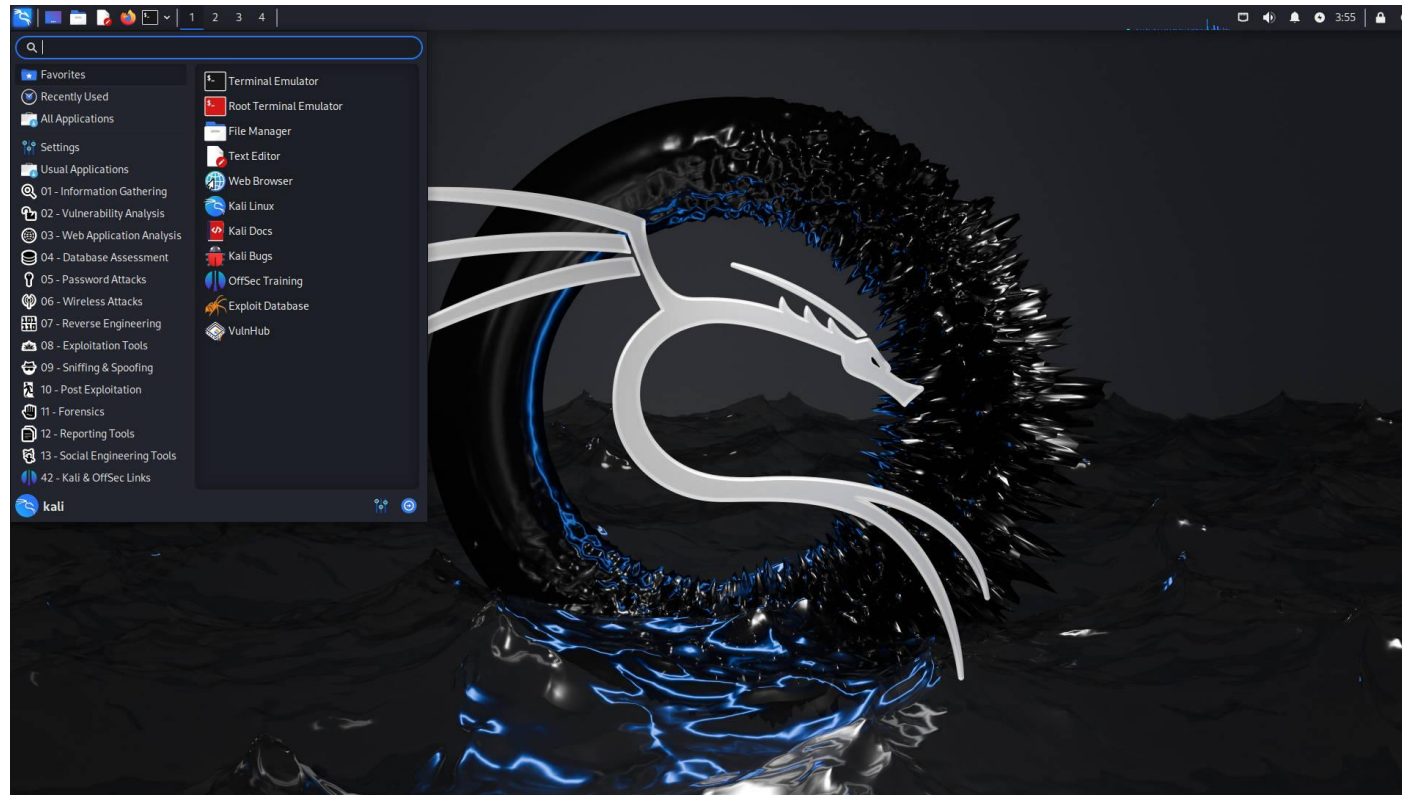 1 2 3 4
3:55
Favorites
Recently Used
All Applications
Settings
Usual Applications
01 - Information Gathering
02 - Vulnerability Analysis
03 - Web Application Analysis
04 - Database Assessment
05 - Password Attacks
06 - Wireless Attacks
07 - Reverse Engineering
08 - Exploitation Tools
09 - Sniffing & Spoofing
10 - Post Exploitation
11 - Forensics
12 - Reporting Tools
13 - Social Engineering Tools
42 - Kali & OffSec Links
Terminal Emulator
Root Terminal Emulator
File Manager
Text Editor
Web Browser
Kali Linux
Kali Docs
Kali Bugs
OffSec Training
Exploit Database
VulnHub
kali